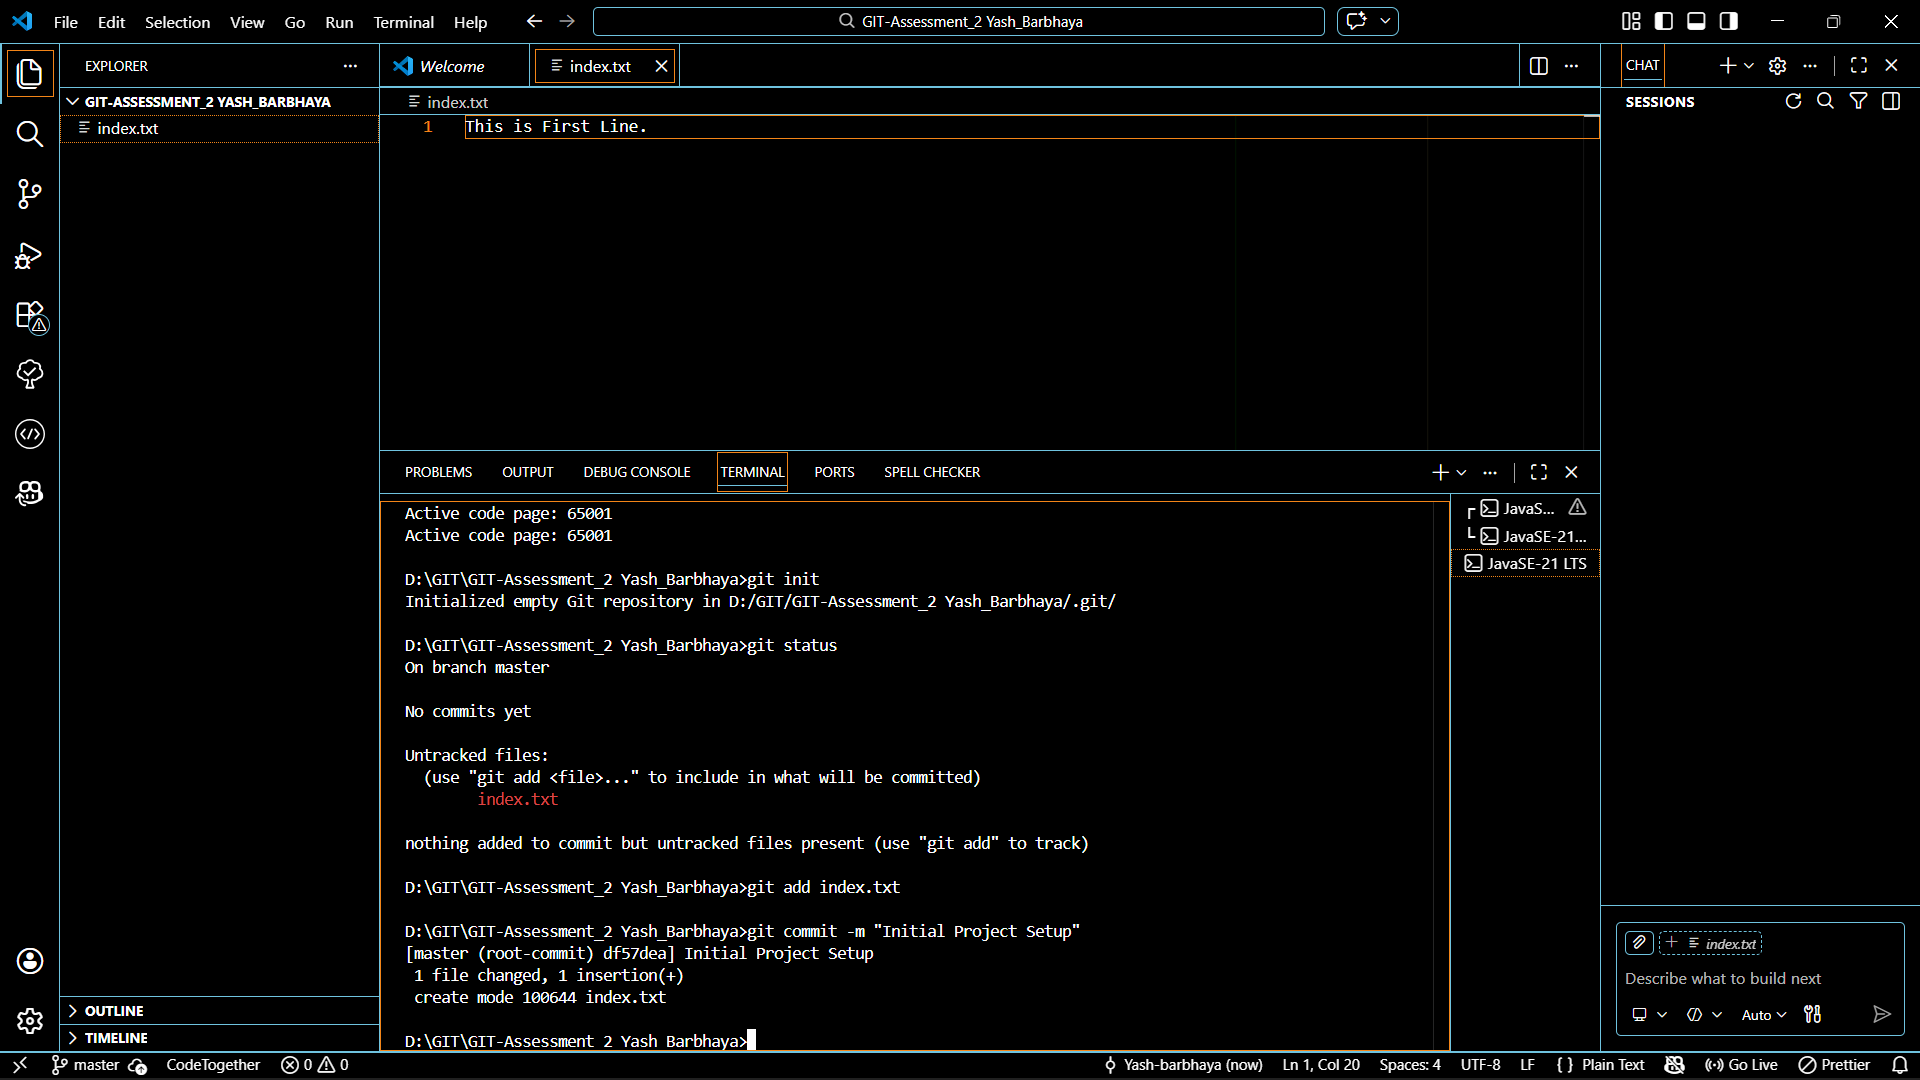 File Edit Selection View Go Run Terminal Help
GIT-Assessment_2 Yash_Barbhaya
EXPLORER
GIT-ASSESSMENT_2 YASH_BARBHAYA
index.txt
OUTLINE
TIMELINE
Welcome
index.txt
index.txt
1 This is First Line.
PROBLEMS OUTPUT DEBUG CONSOLE TERMINAL PORTS SPELL CHECKER
Active code page: 65001
Active code page: 65001
D:\GIT\GIT-Assessment_2 Yash_Barbhaya>git init
Initialized empty Git repository in D:/GIT/GIT-Assessment_2 Yash_Barbhaya/.git/
D:\GIT\GIT-Assessment_2 Yash_Barbhaya>git status
On branch master
No commits yet
Untracked files:
(use "git add <file>..." to include in what will be committed)
index.txt
nothing added to commit but untracked files present (use "git add" to track)
D:\GIT\GIT-Assessment_2 Yash_Barbhaya>git add index.txt
D:\GIT\GIT-Assessment_2 Yash_Barbhaya>git commit -m "Initial Project Setup"
[master (root-commit) df57dea] Initial Project Setup
1 file changed, 1 insertion(+)
create mode 100644 index.txt
D:\GIT\GIT-Assessment_2 Yash_Barbhaya>
JavaS...
JavaSE-21...
JavaSE-21 LTS
CHAT
SESSIONS
index.txt
Describe what to build next
Auto
master CodeTogether 0 0 Yash-barbhaya (now) Ln 1, Col 20 Spaces: 4 UTF-8 LF {} Plain Text Go Live Prettier